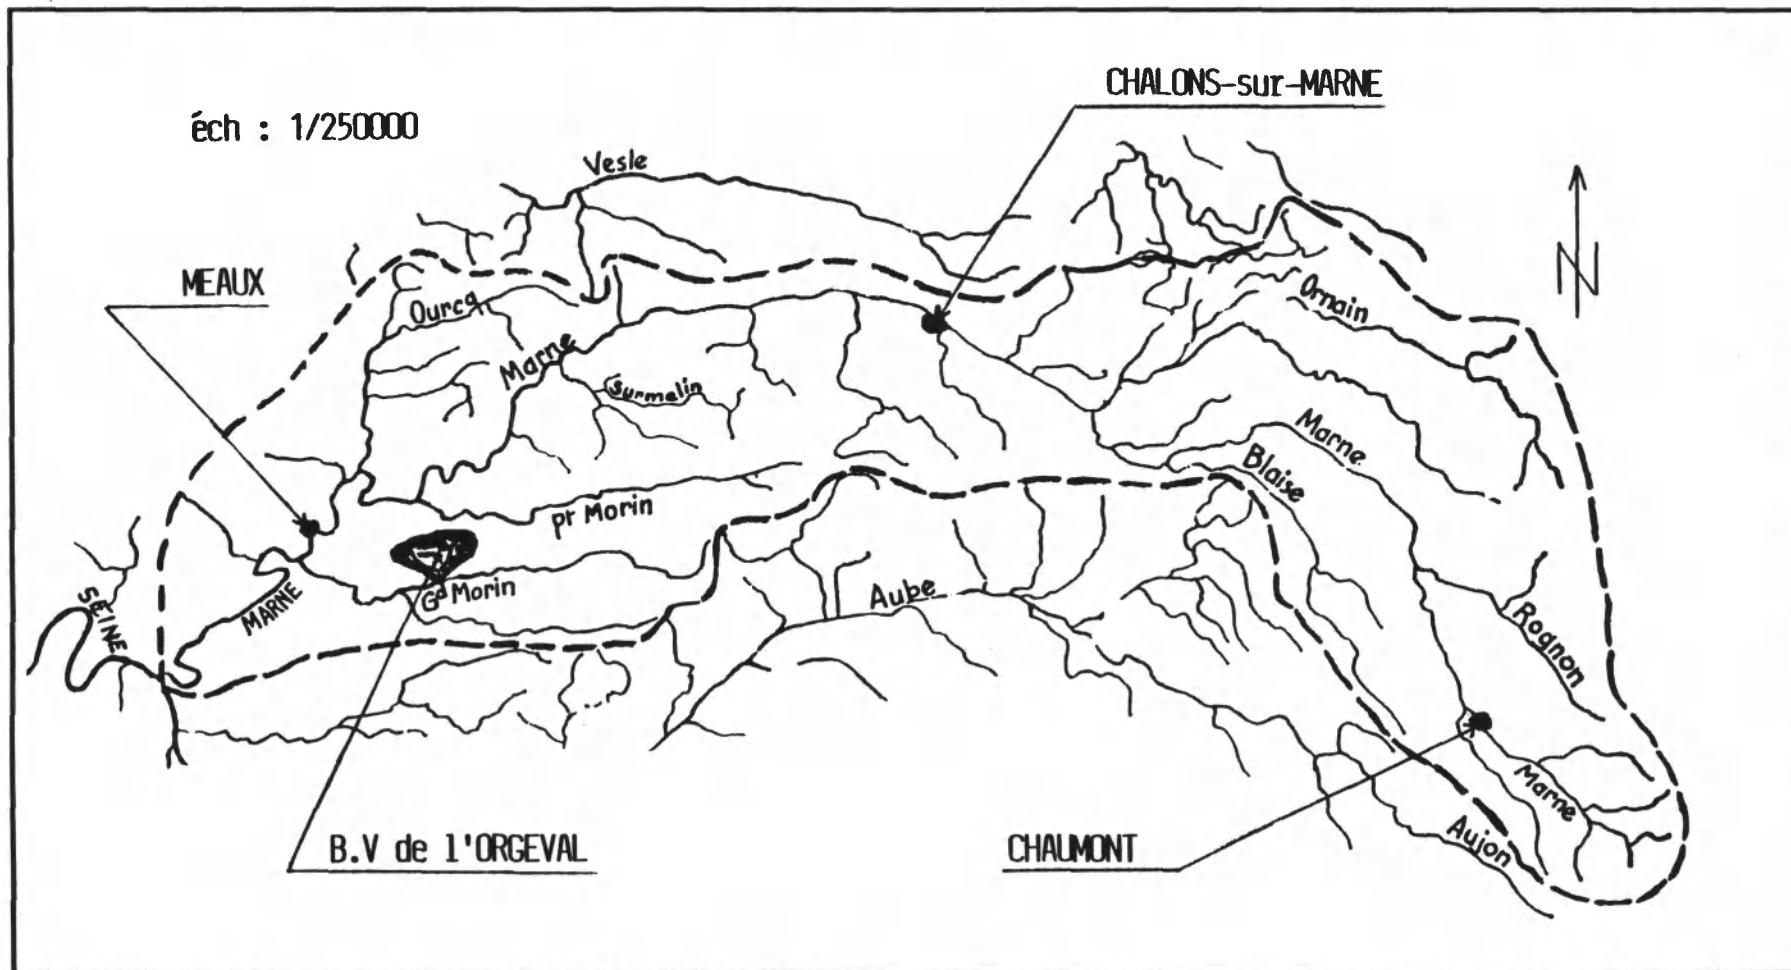 CHALONS-sur-MARNE
éch : 1/250000
Vesle
MEAUX
Ourcq
Ornain
Marne
Surmelin
Marne
Blaise
pt Morin
SEINE
MARNE
Gd Morin
Aube
Rognon
Marne
B.V de l'ORGEVAL
CHAUMONT
Aujon
N